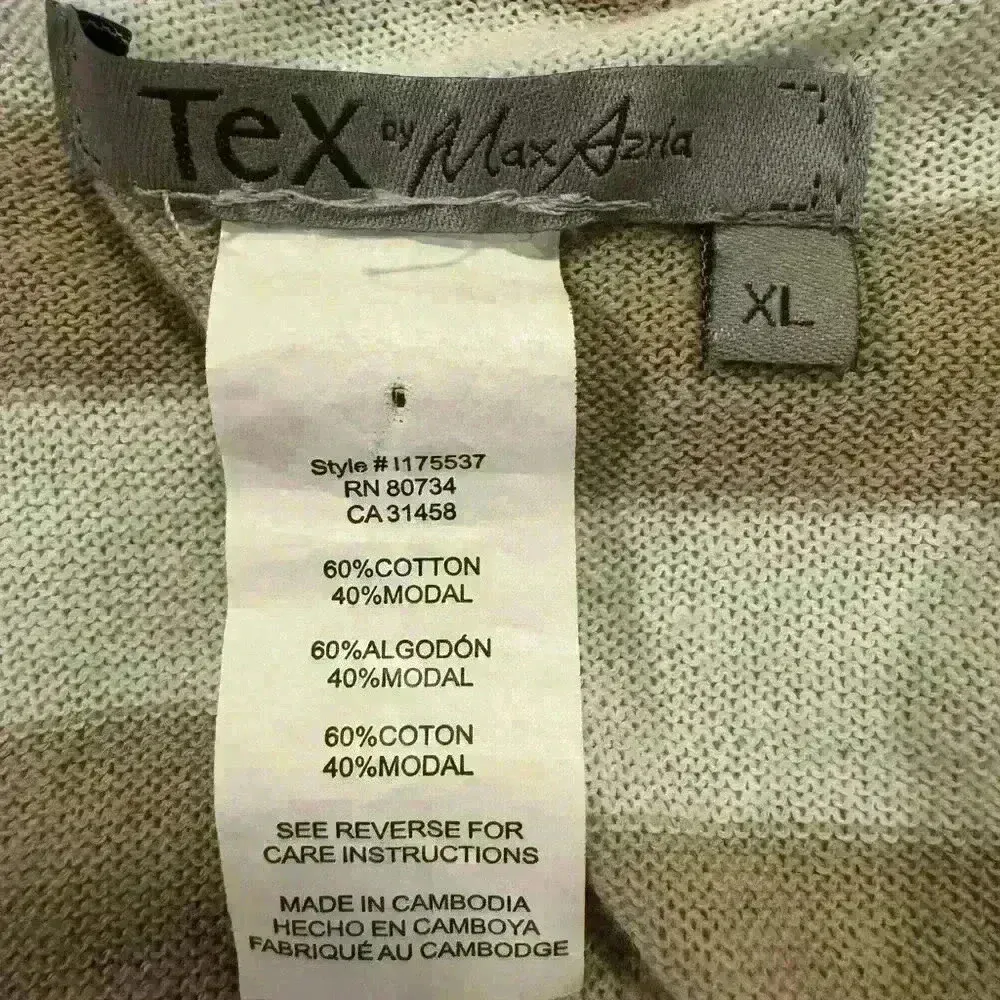 TeX by Max Azria
XL
Style # I175537
RN 80734
CA 31458
60%COTTON
40%MODAL
60%ALGODÓN
40%MODAL
60%COTON
40%MODAL
SEE REVERSE FOR
CARE INSTRUCTIONS
MADE IN CAMBODIA
HECHO EN CAMBOYA
FABRIQUÉ AU CAMBODGE